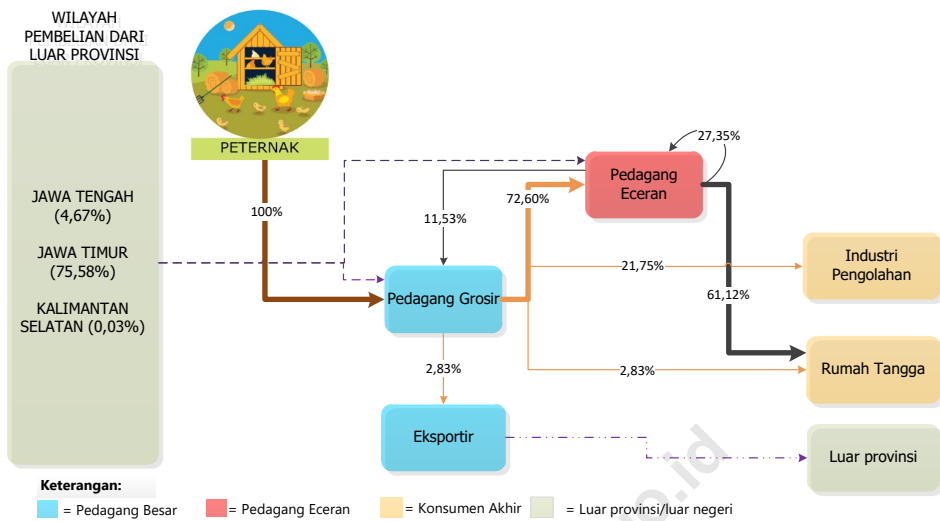 WILAYAH
PEMBELIAN DARI
LUAR PROVINSI
JAWA TENGAH
(4,67%)
JAWA TIMUR
(75,58%)
KALIMANTAN
SELATAN (0,03%)
PETERNAK
100%
11,53%
72,60%
27,35%
Pedagang
Eceran
Pedagang Grosir
21,75%
61,12%
Industri
Pengolahan
2,83%
2,83%
Rumah Tangga
Eksportir
Luar provinsi
Keterangan:
= Pedagang Besar
= Pedagang Eceran
= Konsumen Akhir
= Luar provinsi/luar negeri